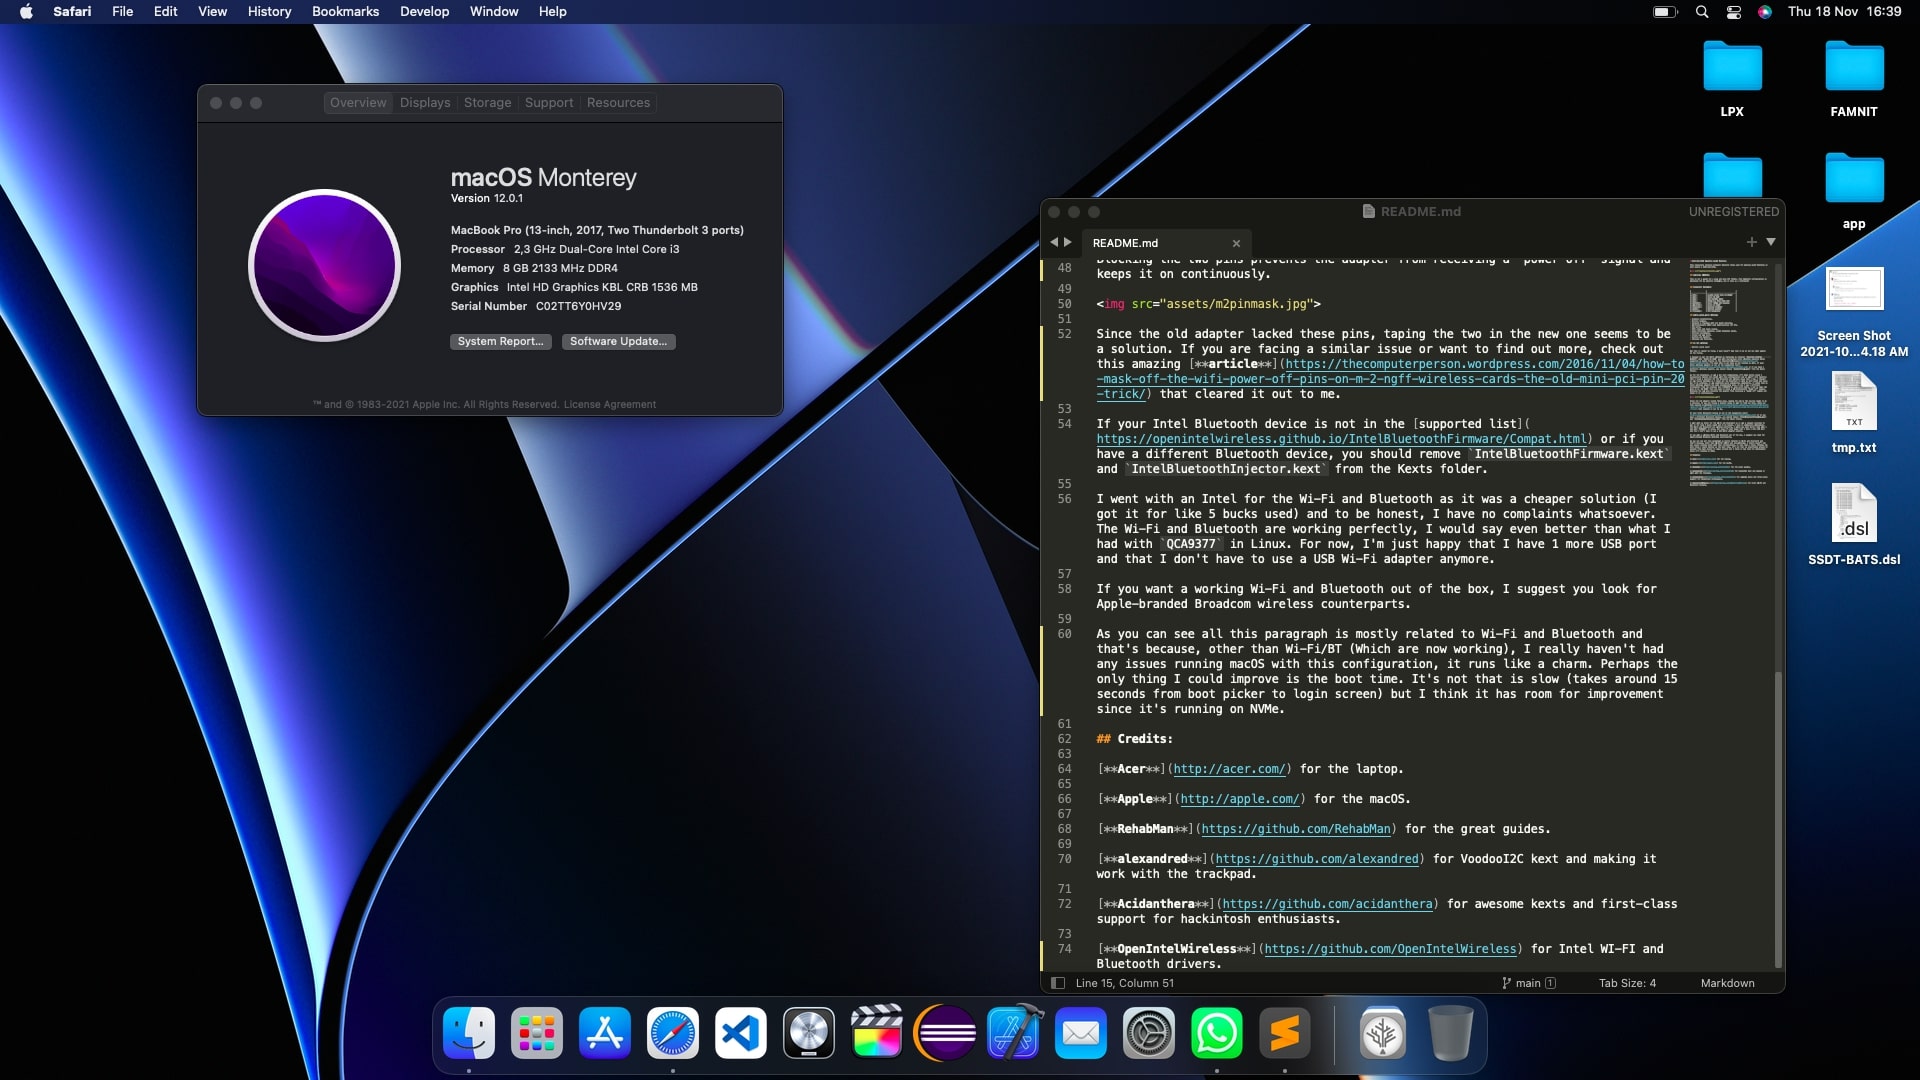 Safari File Edit View History Bookmarks Develop Window Help
Thu 18 Nov 16:39
LPX
FAMNIT
app
Screen Shot
2021-10...4.18 AM
TXT
tmp.txt
.dsl
SSDT-BATS.dsl
Overview Displays Storage Support Resources
macOS Monterey
Version 12.0.1
MacBook Pro (13-inch, 2017, Two Thunderbolt 3 ports)
Processor 2,3 GHz Dual-Core Intel Core i3
Memory 8 GB 2133 MHz DDR4
Graphics Intel HD Graphics KBL CRB 1536 MB
Serial Number C02TT6Y0HV29
System Report...
Software Update...
™ and © 1983-2021 Apple Inc. All Rights Reserved. License Agreement
README.md
UNREGISTERED
README.md
48 blocking the two pins prevents the adapter from receiving a "power off" signal and
keeps it on continuously.
49
50 <img src="assets/m2pinmask.jpg">
51
52 Since the old adapter lacked these pins, taping the two in the new one seems to be
a solution. If you are facing a similar issue or want to find out more, check out
this amazing [**article**](https://thecomputerperson.wordpress.com/2016/11/04/how-to
-mask-off-the-wifi-power-off-pins-on-m-2-ngff-wireless-cards-the-old-mini-pci-pin-20
-trick/) that cleared it out to me.
53
54 If your Intel Bluetooth device is not in the [supported list](
https://openintelwireless.github.io/IntelBluetoothFirmware/Compat.html) or if you
have a different Bluetooth device, you should remove `IntelBluetoothFirmware.kext`
and `IntelBluetoothInjector.kext` from the Kexts folder.
55
56 I went with an Intel for the Wi-Fi and Bluetooth as it was a cheaper solution (I
got it for like 5 bucks used) and to be honest, I have no complaints whatsoever.
The Wi-Fi and Bluetooth are working perfectly, I would say even better than what I
had with `QCA9377` in Linux. For now, I'm just happy that I have 1 more USB port
and that I don't have to use a USB Wi-Fi adapter anymore.
57
58 If you want a working Wi-Fi and Bluetooth out of the box, I suggest you look for
Apple-branded Broadcom wireless counterparts.
59
60 As you can see all this paragraph is mostly related to Wi-Fi and Bluetooth and
that's because, other than Wi-Fi/BT (Which are now working), I really haven't had
any issues running macOS with this configuration, it runs like a charm. Perhaps the
only thing I could improve is the boot time. It's not that is slow (takes around 15
seconds from boot picker to login screen) but I think it has room for improvement
since it's running on NVMe.
61
62 ## Credits:
63
64 [**Acer**](http://acer.com/) for the laptop.
65
66 [**Apple**](http://apple.com/) for the macOS.
67
68 [**RehabMan**](https://github.com/RehabMan) for the great guides.
69
70 [**alexandred**](https://github.com/alexandred) for VoodooI2C kext and making it
work with the trackpad.
71
72 [**Acidanthera**](https://github.com/acidanthera) for awesome kexts and first-class
support for hackintosh enthusiasts.
73
74 [**OpenIntelWireless**](https://github.com/OpenIntelWireless) for Intel WI-FI and
Bluetooth drivers.
Line 15, Column 51
main 1
Tab Size: 4
Markdown